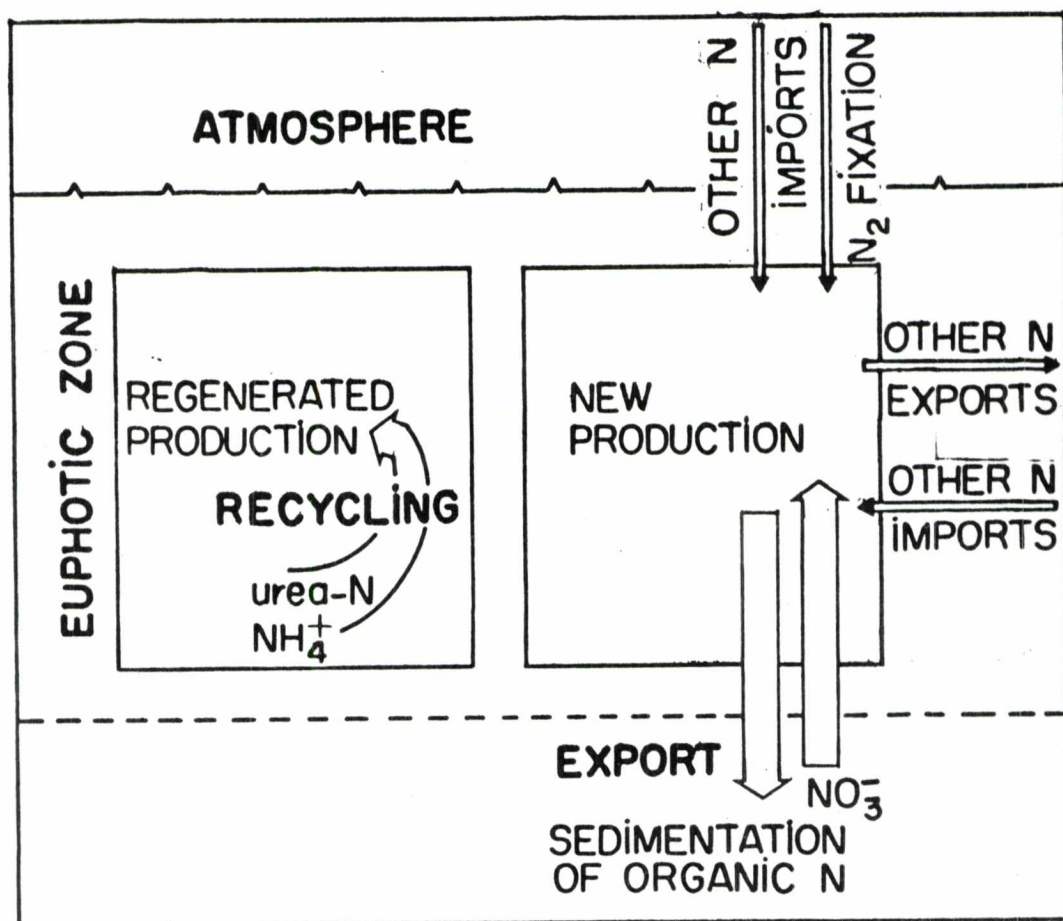 OTHER N
IMPORTS
N₂ FIXATION
ATMOSPHERE
EUPHOTIC ZONE
REGENERATED
PRODUCTION
RECYCLING
urea-N
NH₄⁺
NEW
PRODUCTION
OTHER N
EXPORTS
OTHER N
IMPORTS
EXPORT
NO₃⁻
SEDIMENTATION
OF ORGANIC N